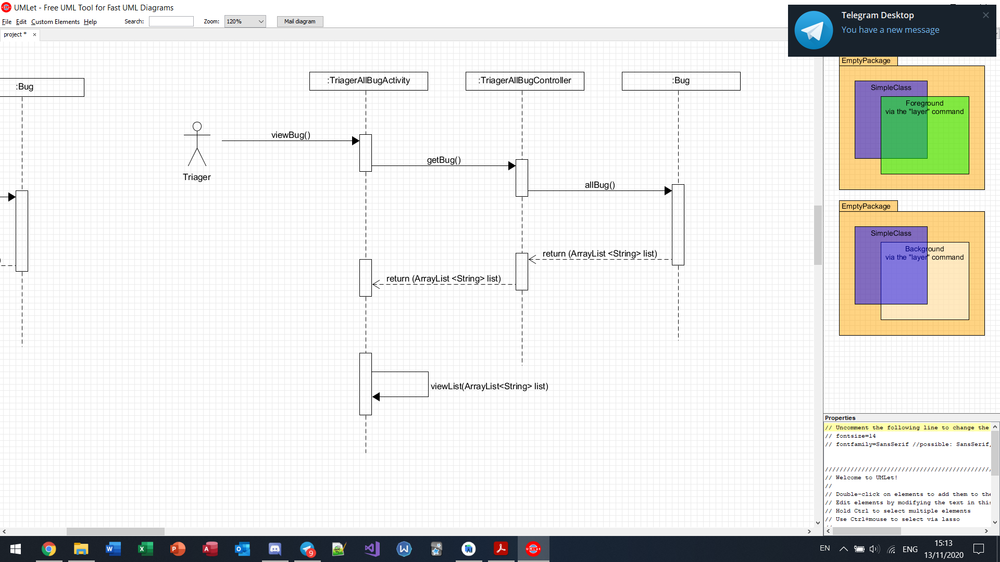 UMLet - Free UML Tool for Fast UML Diagrams
File Edit Custom Elements Help Search: Zoom: 120% Mail diagram
project *
Telegram Desktop
You have a new message
:Bug
:TriagerAllBugActivity
:TriagerAllBugController
:Bug
viewBug()
getBug()
Triager
allBug()
return (ArrayList <String> list)
return (ArrayList <String> list)
viewList(ArrayList<String> list)
)
EmptyPackage
SimpleClass
Foreground
via the "layer" command
EmptyPackage
SimpleClass
Background
via the "layer" command
Properties
// Uncomment the following line to change the
// fontsize=14
// fontfamily=SansSerif //possible: SansSerif,
//////////////////////////////////////////////
// Welcome to UMLet!
//
// Double-click on elements to add them to the
// Edit elements by modifying the text in this
// Hold Ctrl to select multiple elements
// Use Ctrl+mouse to select via lasso
9
UMLet
EN
ENG
15:13
13/11/2020